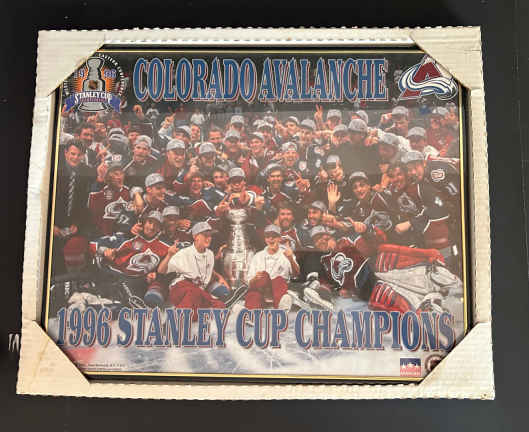 COLORADO AVALANCHE
STANLEY CUP
1996 STANLEY CUP CHAMPIONS